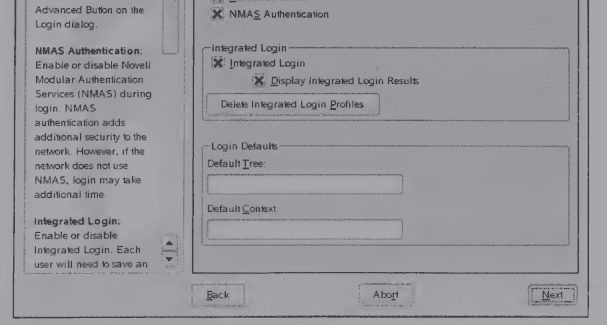 Advanced Button on the
Login dialog.
NMAS Authentication:
Enable or disable Novell
Modular Authentication
Services (NMAS) during
login. NMAS
authentication adds
additional security to the
network. However, if the
network does not use
NMAS, login may take
additional time.
Integrated Login:
Enable or disable
Integrated Login. Each
user will need to save an
NMAS Authentication
Integrated Login
Integrated Login
Display Integrated Login Results
Delete Integrated Login Profiles
Login Defaults
Default Tree:
Default Context:
Back
Abort
Next